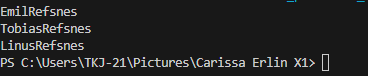 EmilRefsnes
TobiasRefsnes
LinusRefsnes
PS C:\Users\TKJ-21\Pictures\Carissa Erlin X1>